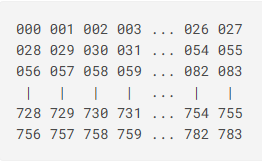 000 001 002 003 ... 026 027
028 029 030 031 ... 054 055
056 057 058 059 ... 082 083
| | | | ... | |
728 729 730 731 ... 754 755
756 757 758 759 ... 782 783